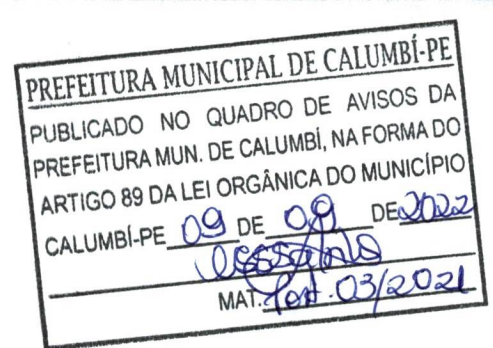 PREFEITURA MUNICIPAL DE CALUMBÍ-PE
PUBLICADO NO QUADRO DE AVISOS DA
PREFEITURA MUN. DE CALUMBÍ, NA FORMA DO
ARTIGO 89 DA LEI ORGÂNICA DO MUNICÍPIO
CALUMBÍ-PE 09 DE 09 DE 2022
MAT. Port. 03/2021